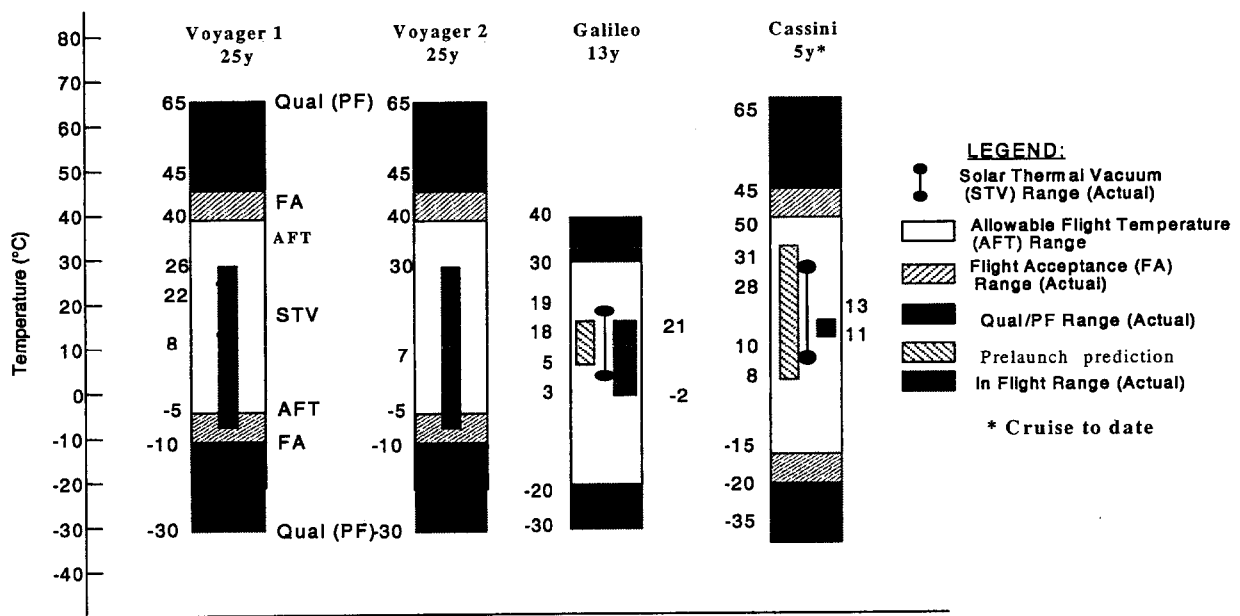 Voyager 1
25y
Voyager 2
25y
Galileo
13y
Cassini
5y*
Temperature (°C)
80
70
60
50
40
30
20
10
0
-10
-20
-30
-40
65
Qual (PF)
45
FA
40
AFT
26
22
STV
8
-5
AFT
-10
FA
-30
Qual (PF)
65
45
40
30
7
-5
-10
-30
40
30
19
18
5
3
21
-2
-20
-30
65
45
50
31
28
10
8
13
11
-15
-20
-35
LEGEND:
Solar Thermal Vacuum
(STV) Range (Actual)
Allowable Flight Temperature
(AFT) Range
Flight Acceptance (FA)
Range (Actual)
Qual/PF Range (Actual)
Prelaunch prediction
In Flight Range (Actual)
* Cruise to date